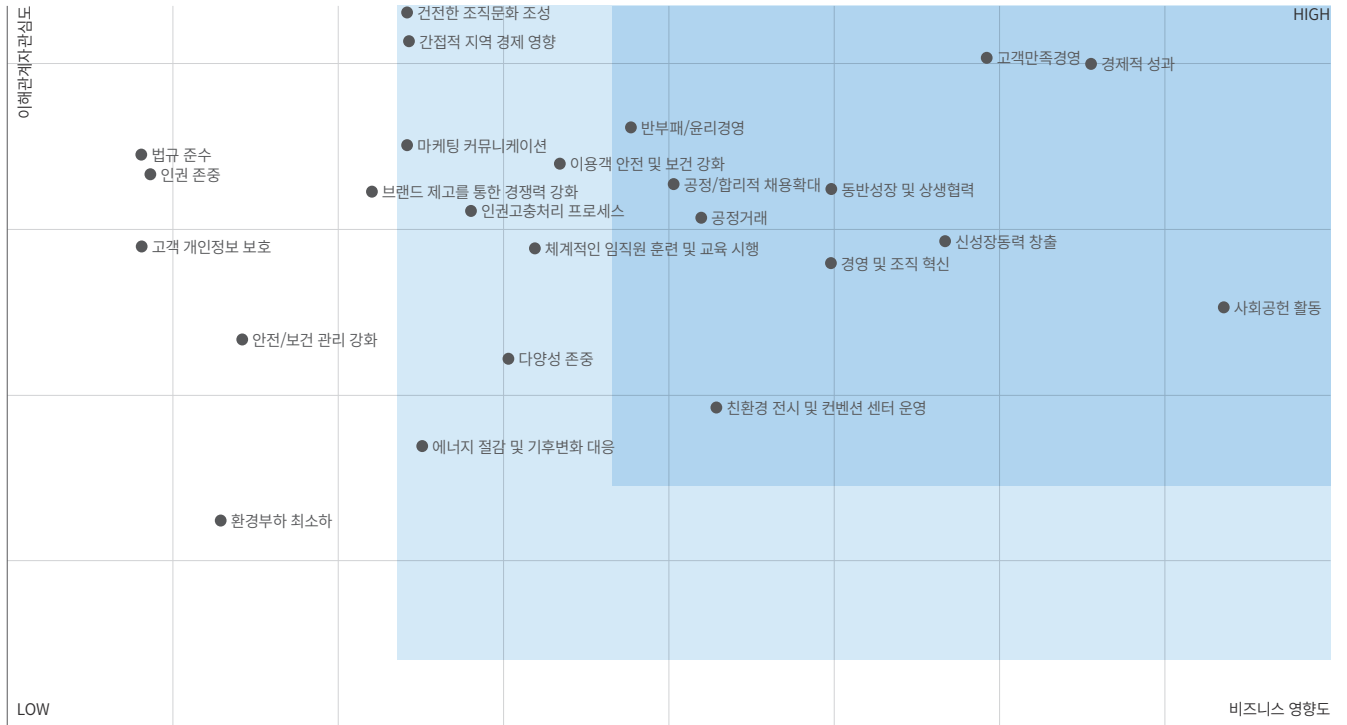 이해관계자관심도
HIGH
건전한 조직문화 조성
간접적 지역 경제 영향
고객만족경영
경제적 성과
반부패/윤리경영
마케팅 커뮤니케이션
법규 준수
이용객 안전 및 보건 강화
인권 존중
공정/합리적 채용확대
동반성장 및 상생협력
브랜드 제고를 통한 경쟁력 강화
인권고충처리 프로세스
공정거래
신성장동력 창출
고객 개인정보 보호
체계적인 임직원 훈련 및 교육 시행
경영 및 조직 혁신
사회공헌 활동
안전/보건 관리 강화
다양성 존중
친환경 전시 및 컨벤션 센터 운영
에너지 절감 및 기후변화 대응
환경부하 최소하
LOW
비즈니스 영향도